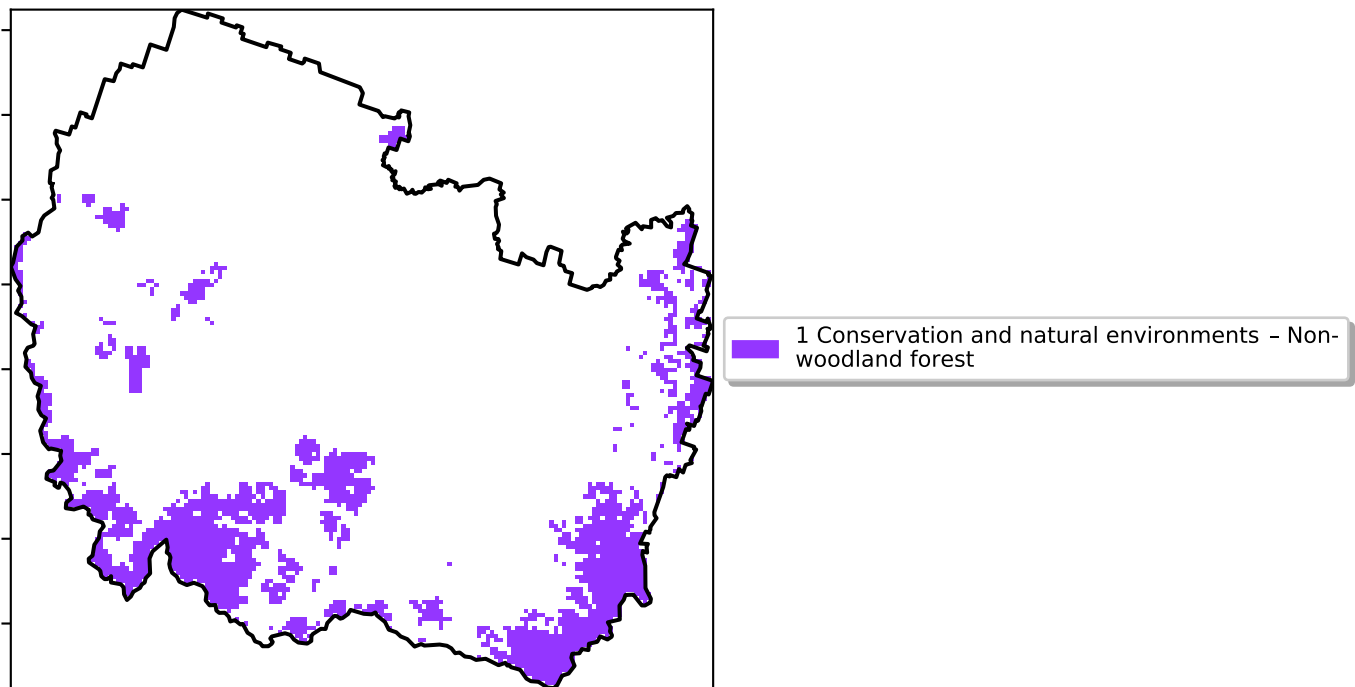 1 Conservation and natural environments – Non-
woodland forest